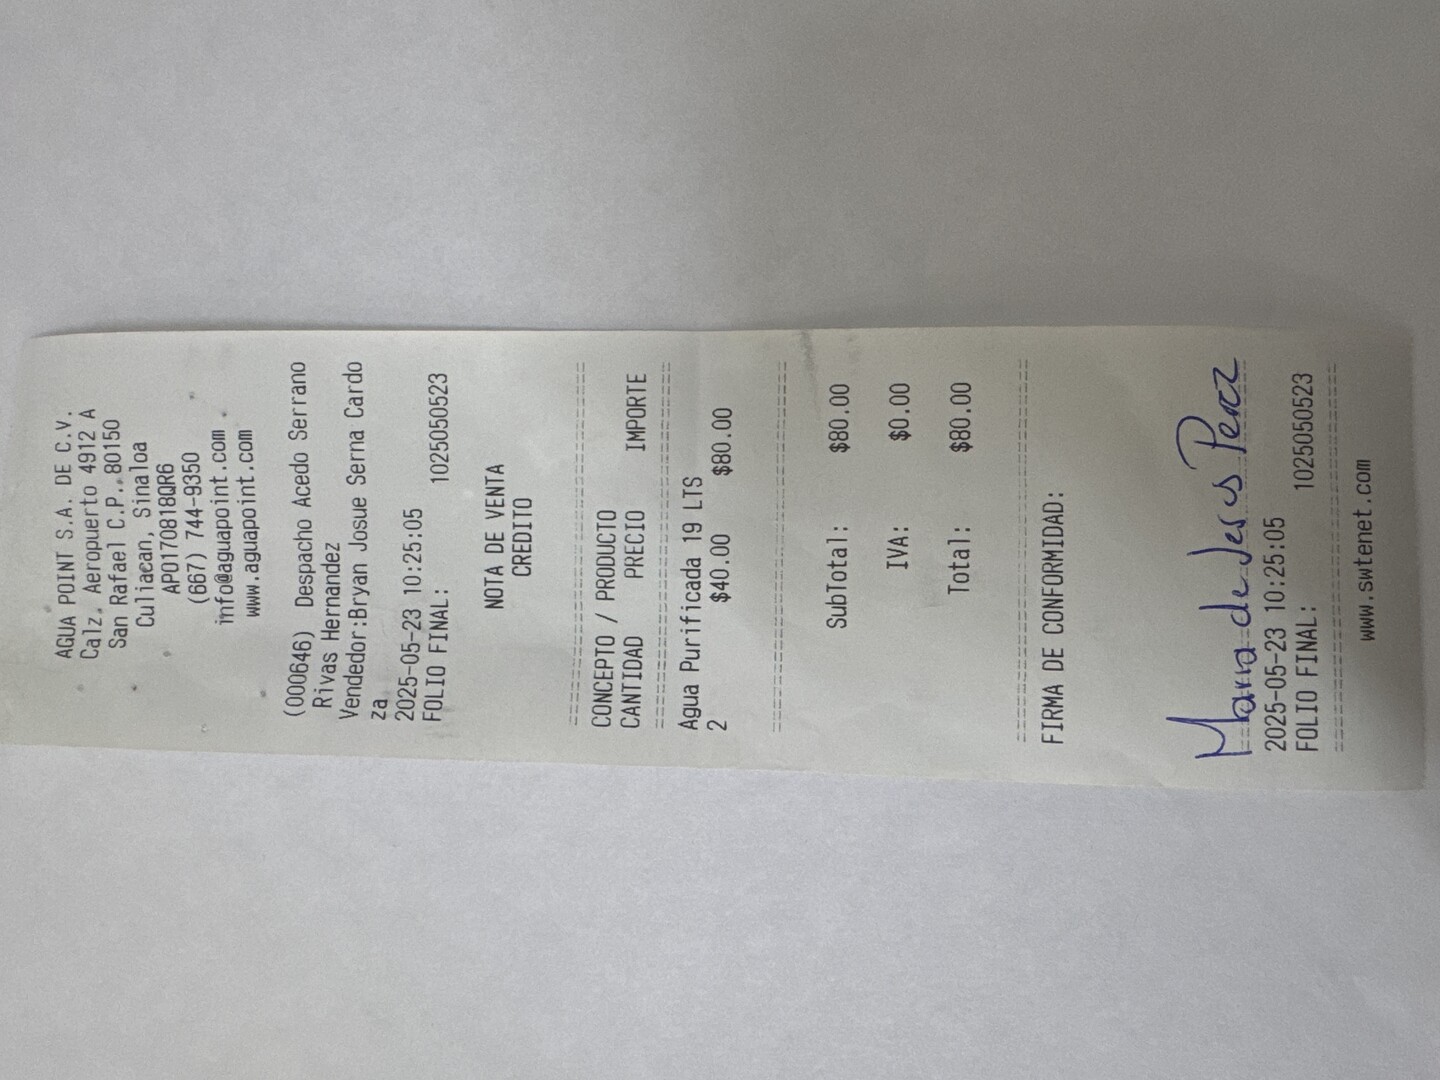 AGUA POINT S.A. DE C.V.
Calz. Aeropuerto 4912 A
San Rafael C.P. 80150
Culiacan, Sinaloa
APO170818QR6
(667) 744-9350
info@aguapoint.com
www.aguapoint.com
(000646) Despacho Acedo Serrano
Rivas Hernandez
Vendedor:Bryan Josue Serna Cardo
za
2025-05-23 10:25:05
FOLIO FINAL: 1025050523
NOTA DE VENTA
CREDITO
================================
CONCEPTO / PRODUCTO
CANTIDAD PRECIO IMPORTE
================================
Agua Purificada 19 LTS
2 $40.00 $80.00
================================
SubTotal: $80.00
IVA: $0.00
Total: $80.00
================================
FIRMA DE CONFORMIDAD:
Maria de Jesus Perez
================================
2025-05-23 10:25:05
FOLIO FINAL: 1025050523
================================
www.swtenet.com